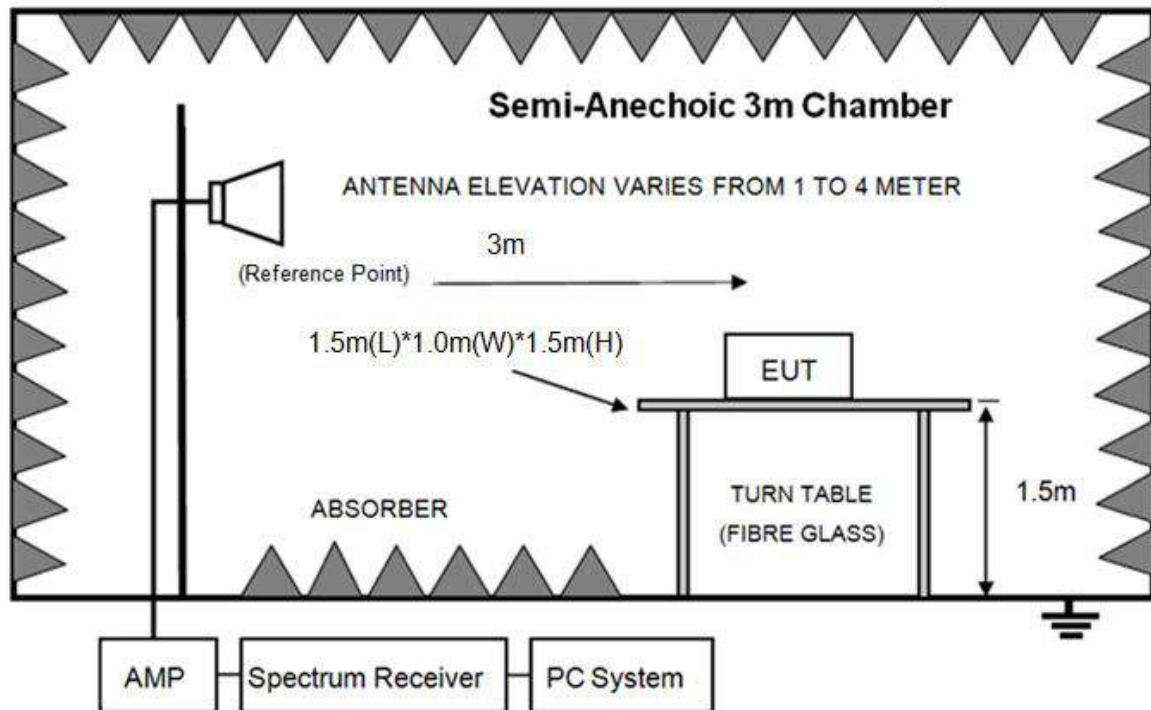 Semi-Anechoic 3m Chamber
ANTENNA ELEVATION VARIES FROM 1 TO 4 METER
3m
(Reference Point)
1.5m(L)*1.0m(W)*1.5m(H)
EUT
TURN TABLE
(FIBRE GLASS)
1.5m
ABSORBER
AMP
Spectrum Receiver
PC System